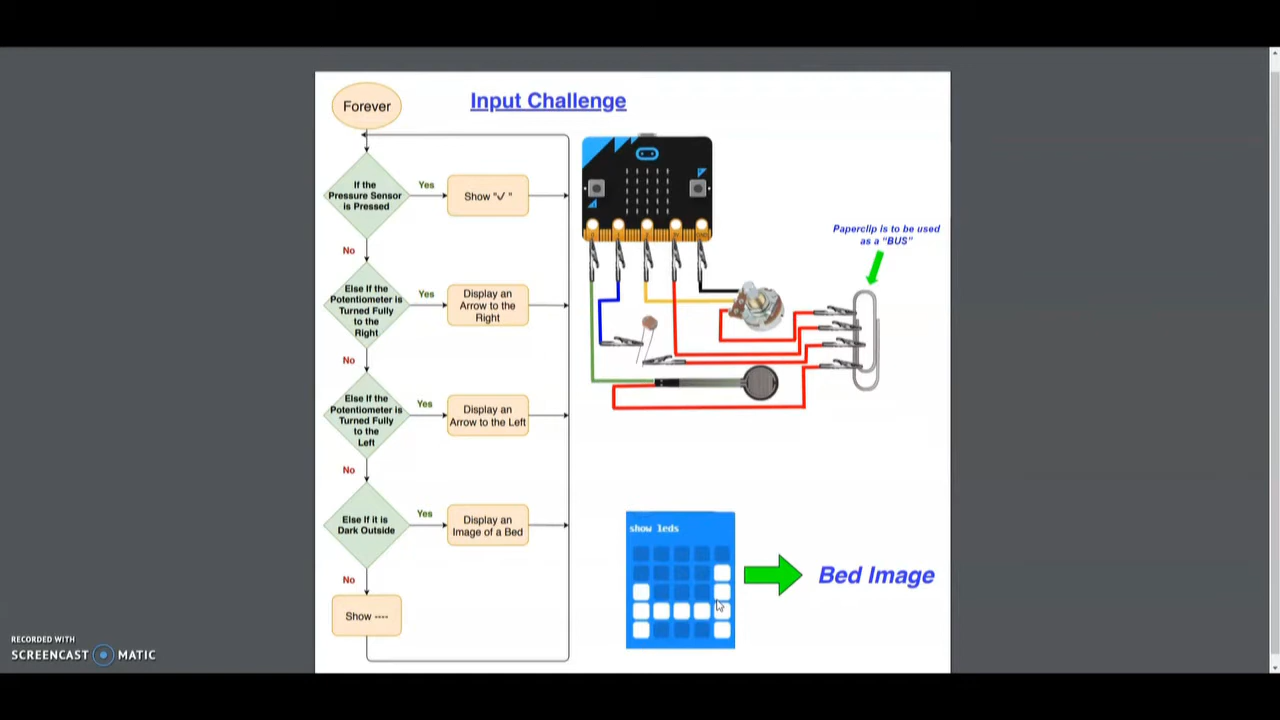 Input Challenge
Forever
If the
Pressure Sensor
is Pressed
Yes
Show "✓ "
No
Else If the
Potentiometer is
Turned Fully
to the
Right
Yes
Display an
Arrow to the
Right
No
Else If the
Potentiometer is
Turned Fully
to the
Left
Yes
Display an
Arrow to the Left
No
Else If it is
Dark Outside
Yes
Display an
Image of a Bed
No
Show ----
Paperclip is to be used
as a "BUS"
show leds
Bed Image
RECORDED WITH
SCREENCAST MATIC